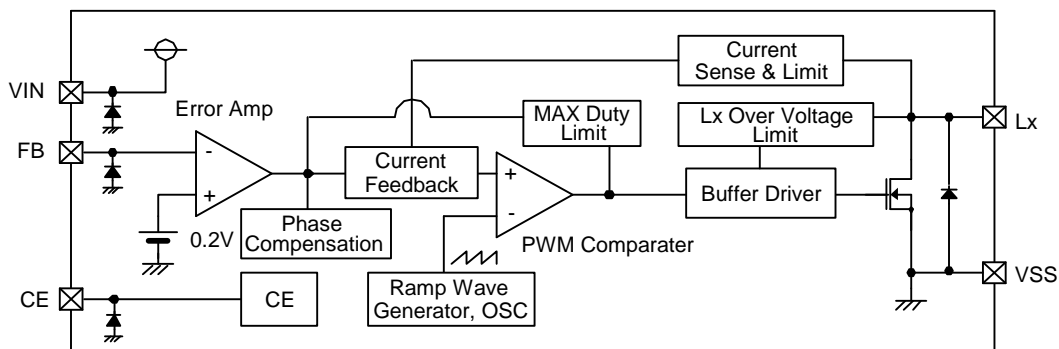 Current
Sense & Limit
VIN
Error Amp
MAX Duty
Limit
Lx Over Voltage
Limit
Lx
FB
-
+
Current
Feedback
+
-
Buffer Driver
0.2V
Phase
Compensation
PWM Comparater
VSS
CE
CE
Ramp Wave
Generator, OSC